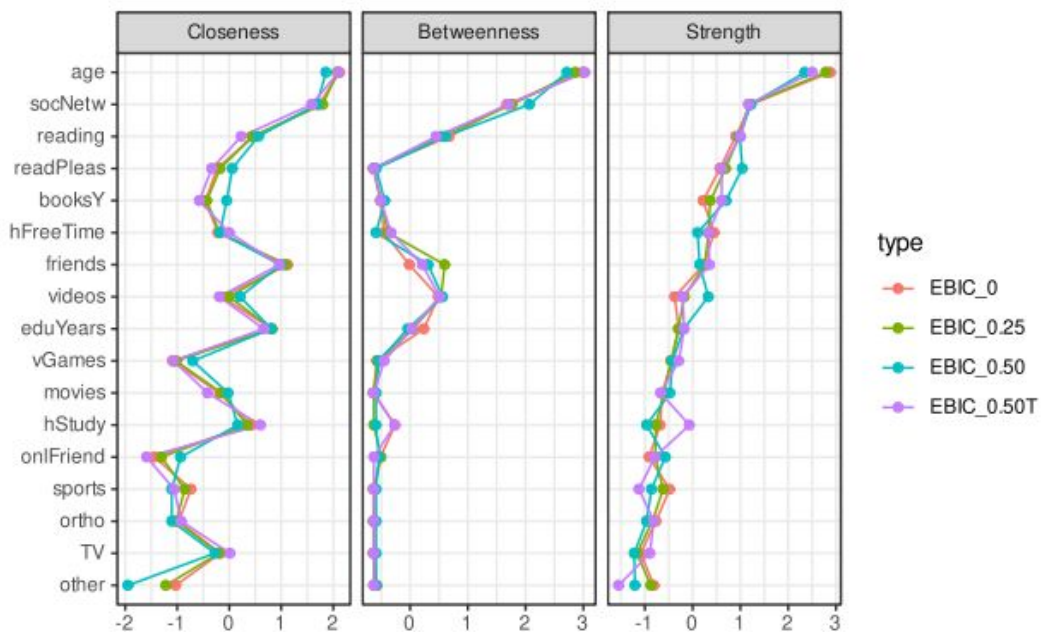 Closeness Betweenness Strength
age
socNetw
reading
readPleas
booksY
hFreeTime
friends
videos
eduYears
vGames
movies
hStudy
onlFriend
sports
ortho
TV
other
-2 -1 0 1 2 0 1 2 3 -1 0 1 2 3
type
EBIC_0
EBIC_0.25
EBIC_0.50
EBIC_0.50T